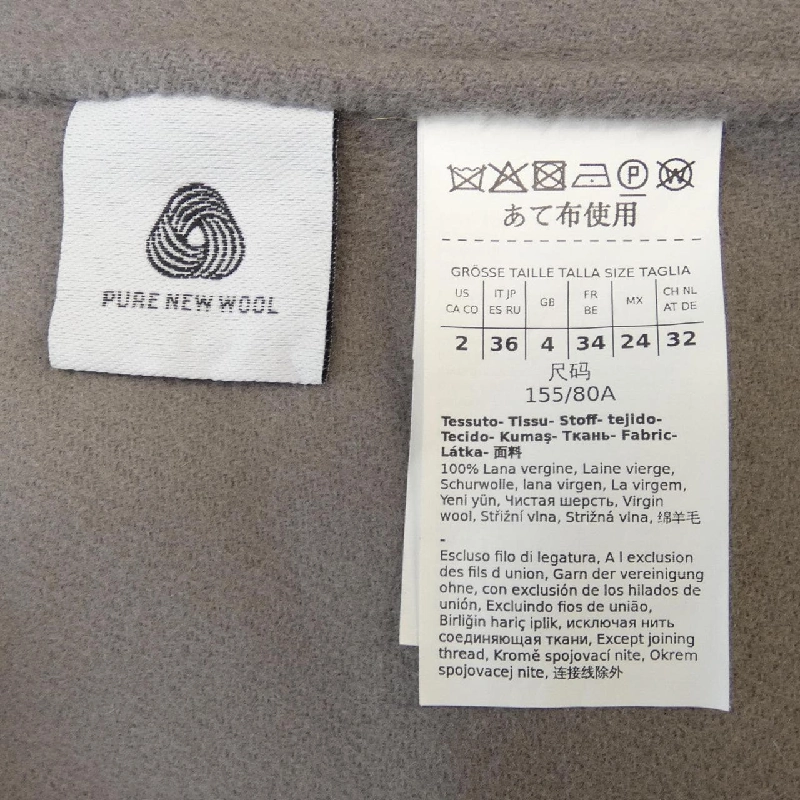 PURE NEW WOOL
P W
あて布使用
GRÖSSE TAILLE TALLA SIZE TAGLIA
US CA CO IT JP ES RU GB FR BE MX CH NL AT DE
2 36 4 34 24 32
尺码
155/80A
Tessuto- Tissu- Stoff- tejido-
Tecido- Kumaş- Ткань- Fabric-
Látka- 面料
100% Lana vergine, Laine vierge,
Schurwolle, lana virgen, La virgem,
Yeni yün, Чистая шерсть, Virgin
wool, Střižní vlna, Strižná vlna, 绵羊毛
-
Escluso filo di legatura, A l exclusion
des fils d union, Garn der vereinigung
ohne, con exclusión de los hilados de
unión, Excluindo fios de união,
Birliğin hariç iplik, исключая нить
соединяющая ткани, Except joining
thread, Kromě spojovací nite, Okrem
spojovacej nite, 连接线除外